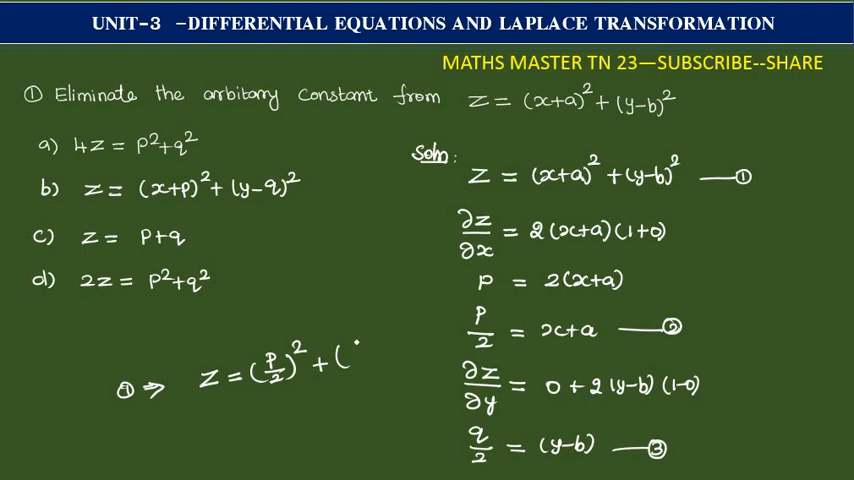 UNIT-3 –DIFFERENTIAL EQUATIONS AND LAPLACE TRANSFORMATION
MATHS MASTER TN 23—SUBSCRIBE--SHARE
① Eliminate the arbitary constant from z = (x+a)² + (y-b)²
a) 4z = p²+q²
b) z = (x+p)² + (y-q)²
c) z = p+q
d) 2z = p²+q²
① ⇒ z = (p/2)² + (
Soln:
z = (x+a)² + (y-b)² —①
∂z/∂x = 2(x+a)(1+0)
p = 2(x+a)
p/2 = x+a —②
∂z/∂y = 0 + 2(y-b)(1-0)
q/2 = (y-b) —③